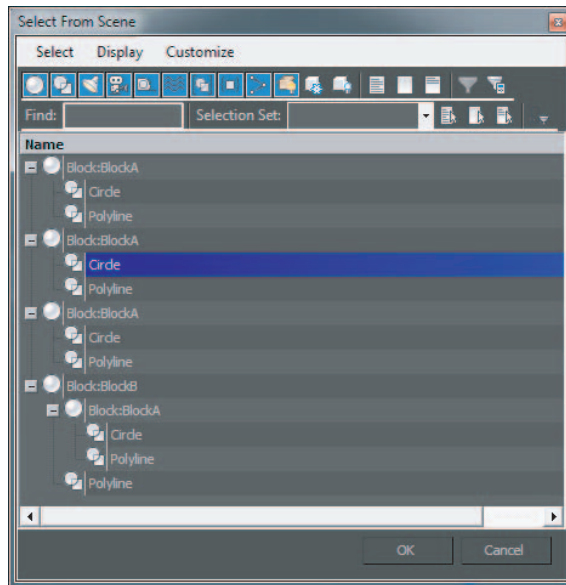 Select From Scene
Select Display Customize
Find: Selection Set:
Name
Block:BlockA
Circle
Polyline
Block:BlockA
Circle
Polyline
Block:BlockA
Circle
Polyline
Block:BlockB
Block:BlockA
Circle
Polyline
Polyline
OK Cancel